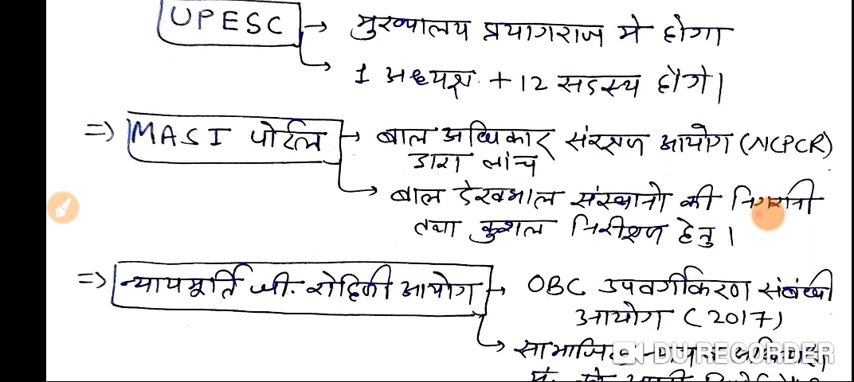 UPESC → मुख्यालय प्रयागराज मे होगा
→ 1 अध्यक्ष + 12 सदस्य होंगे।
⇒ MASI पोर्टल → बाल अधिकार संरक्षण आयोग (NCPCR)
द्वारा लांच
→ बाल देखभाल संस्थानो की निगरानी
तथा कुशल निरीक्षण हेतु।
⇒ न्यायमूर्ति जी. रोहिणी आयोग → OBC उपवर्गीकरण संबंधी
आयोग (2017)
→ सामाजिक
DU RECORDER